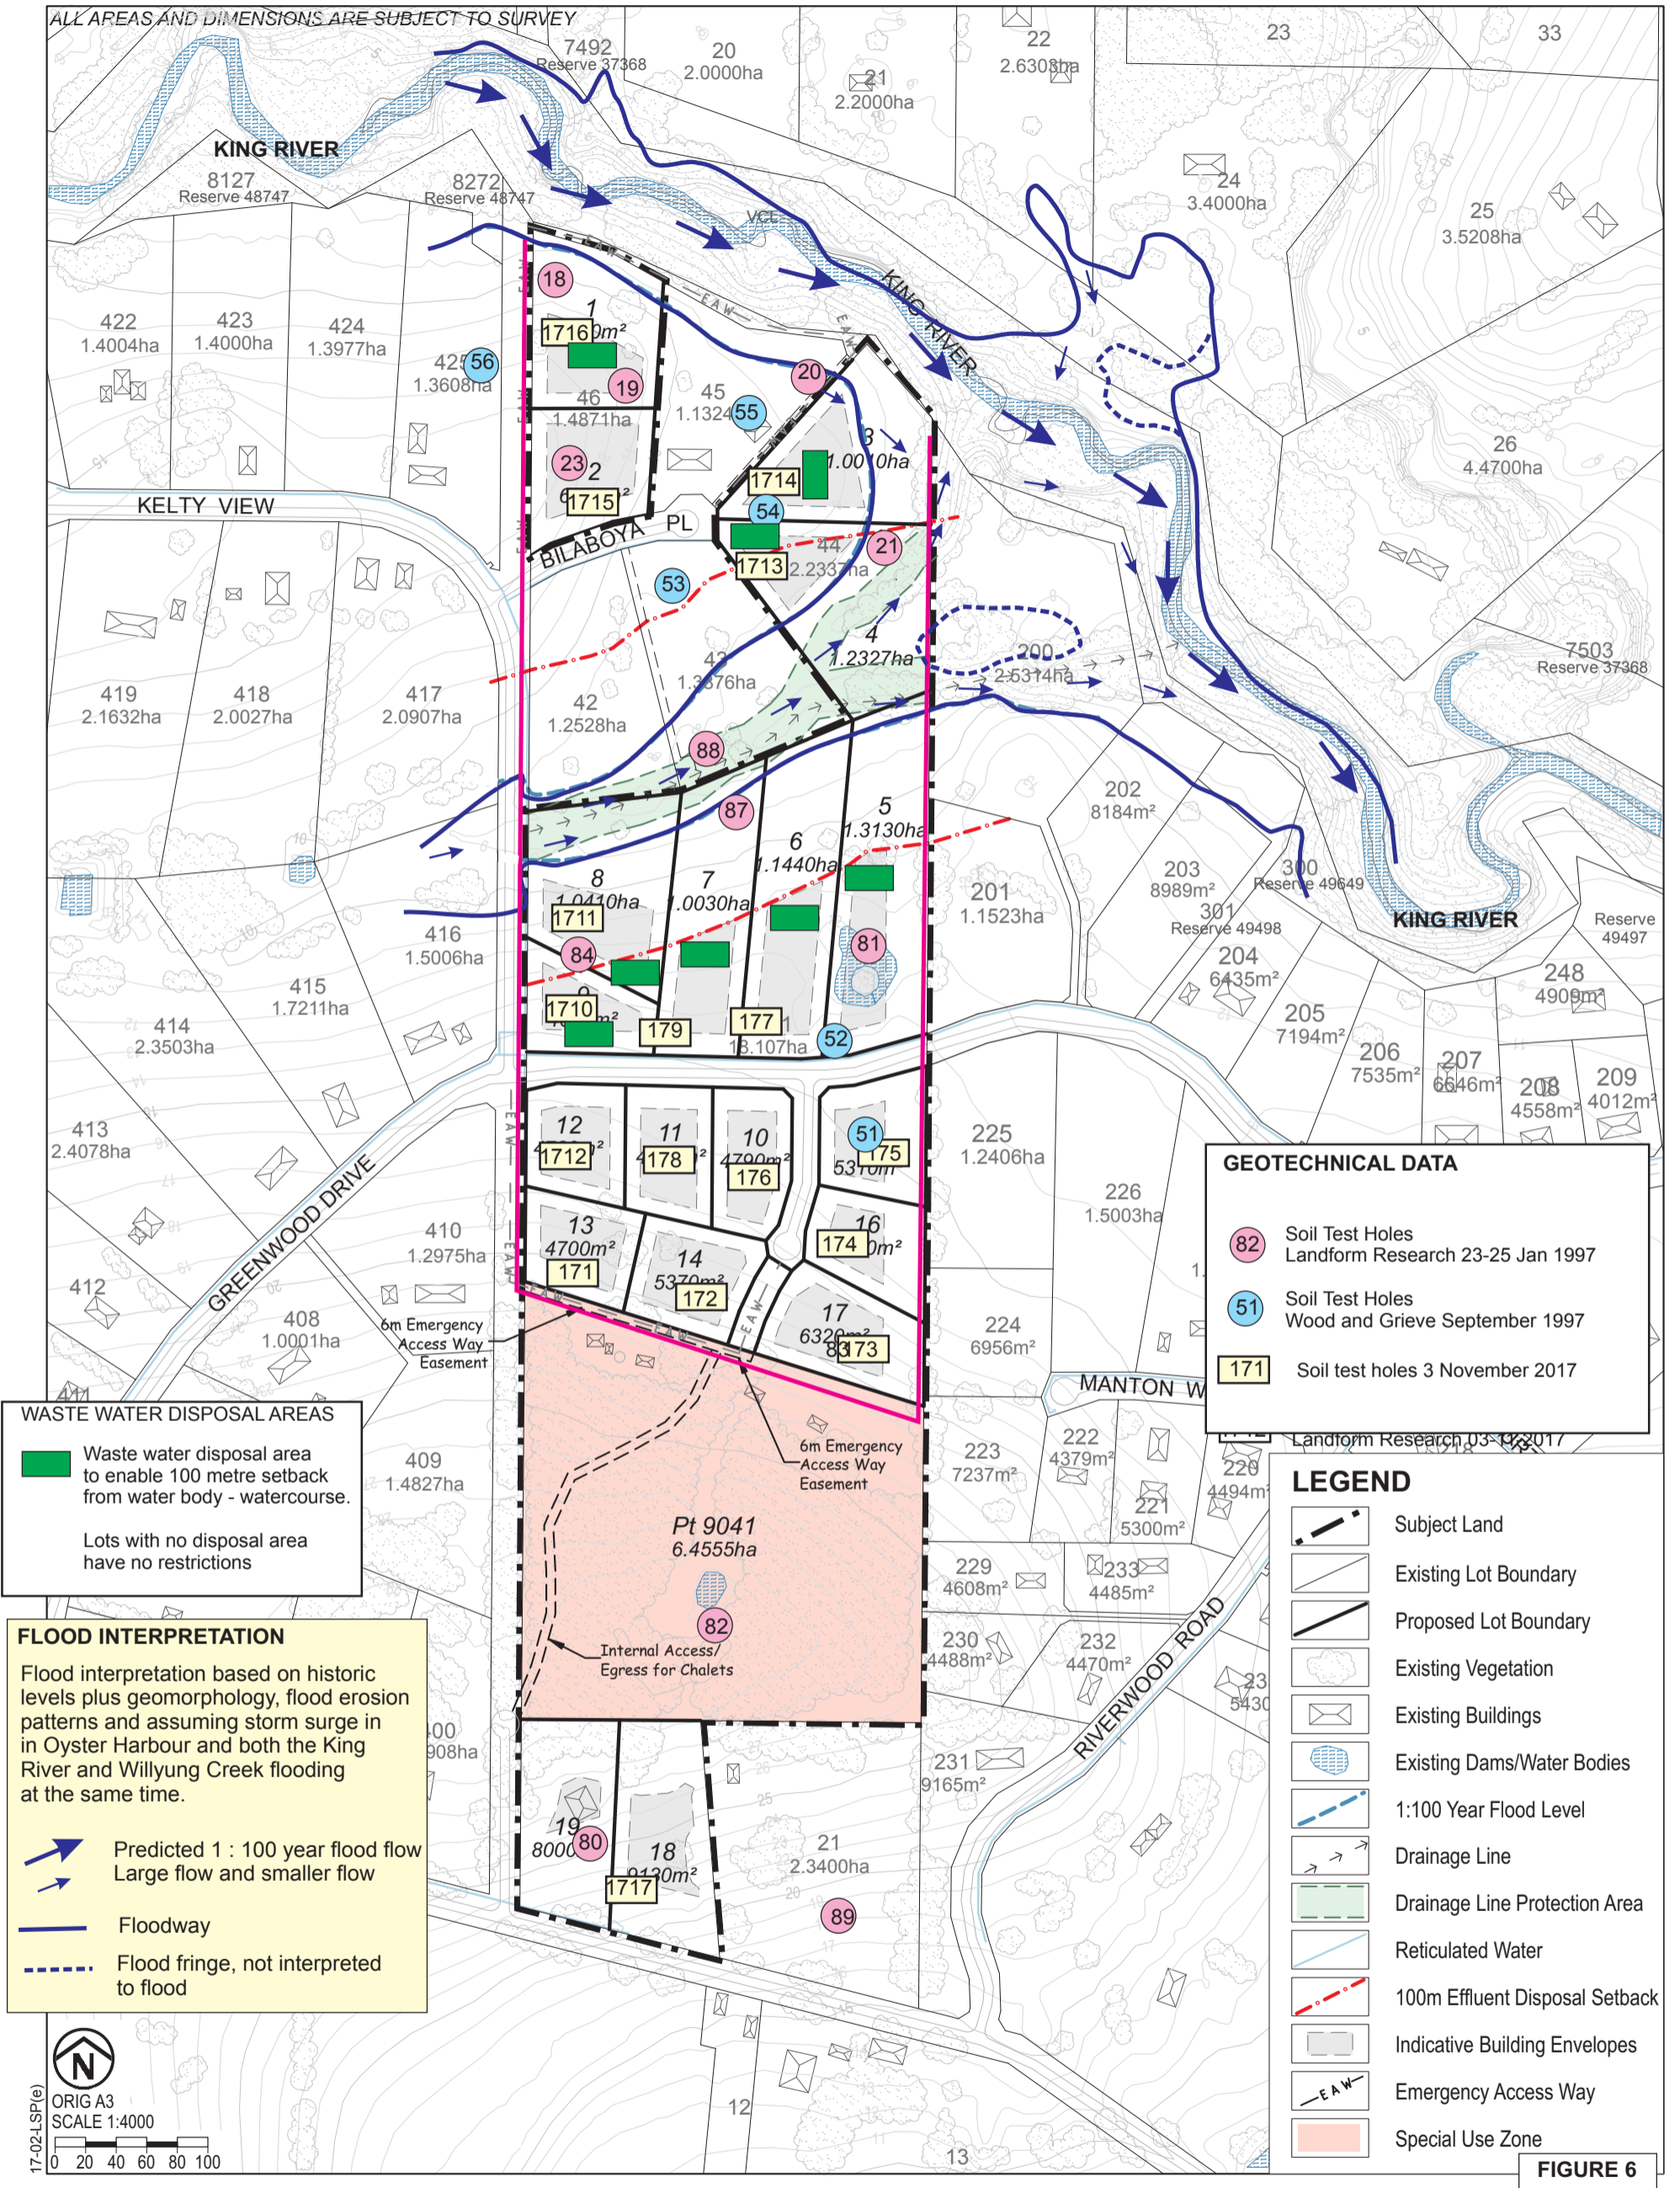 ALL AREAS AND DIMENSIONS ARE SUBJECT TO SURVEY
7492
Reserve 37368
20
2.0000ha
21
2.2000ha
22
23
33
KING RIVER
8127
Reserve 48747
8272
Reserve 48747
VCL
24
3.4000ha
25
3.5208ha
KING RIVER
422
1.4004ha
423
1.4000ha
424
1.3977ha
1.3608ha
56
18
1
1716
19
46
1.4871ha
45
55
20
3
1.0010ha
26
4.4700ha
23
2
1715
1714
54
KELTY VIEW
BILABOYA PL
1713
44
2.2337ha
21
53
419
2.1632ha
418
2.0027ha
417
2.0907ha
42
1.2528ha
43
1.3876ha
4
1.2327ha
200
2.5314ha
7503
Reserve 37368
88
87
5
1.3130ha
6
1.1440ha
7
1.0030ha
8
1.0410ha
1711
84
1710
179
177
18.107ha
81
52
202
8184m²
203
8989m²
300
Reserve 49649
301
Reserve 49498
KING RIVER
Reserve
49497
201
1.1523ha
204
6435m²
205
7194m²
206
7535m²
207
6646m²
208
4558m²
209
4012m²
248
4909m²
416
1.5006ha
415
1.7211ha
414
2.3503ha
413
2.4078ha
412
411
GREENWOOD DRIVE
410
1.2975ha
408
1.0001ha
409
1.4827ha
12
1712
11
178
10
4790m²
176
51
175
13
4700m²
171
14
5370m²
172
16
174
17
6320m²
173
225
1.2406ha
226
1.5003ha
224
6956m²
MANTON W
6m Emergency
Access Way
Easement
6m Emergency
Access Way
Easement
EAW
223
7237m²
222
4379m²
221
5300m²
220
4494m²
229
4608m²
233
4485m²
230
4488m²
232
4470m²
231
9165m²
RIVERWOOD ROAD
Pt 9041
6.4555ha
82
Internal Access/
Egress for Chalets
19
80
18
9130m²
1717
21
2.3400ha
89
12
13
GEOTECHNICAL DATA
82
Soil Test Holes
Landform Research 23-25 Jan 1997
51
Soil Test Holes
Wood and Grieve September 1997
171
Soil test holes 3 November 2017
WASTE WATER DISPOSAL AREAS
Waste water disposal area
to enable 100 metre setback
from water body - watercourse.
Lots with no disposal area
have no restrictions
FLOOD INTERPRETATION
Flood interpretation based on historic
levels plus geomorphology, flood erosion
patterns and assuming storm surge in
in Oyster Harbour and both the King
River and Willyung Creek flooding
at the same time.
Predicted 1 : 100 year flood flow
Large flow and smaller flow
Floodway
Flood fringe, not interpreted
to flood
LEGEND
Subject Land
Existing Lot Boundary
Proposed Lot Boundary
Existing Vegetation
Existing Buildings
Existing Dams/Water Bodies
1:100 Year Flood Level
Drainage Line
Drainage Line Protection Area
Reticulated Water
100m Effluent Disposal Setback
Indicative Building Envelopes
EAW
Emergency Access Way
Special Use Zone
N
ORIG A3
SCALE 1:4000
0 20 40 60 80 100
17-02-LSP(e)
FIGURE 6